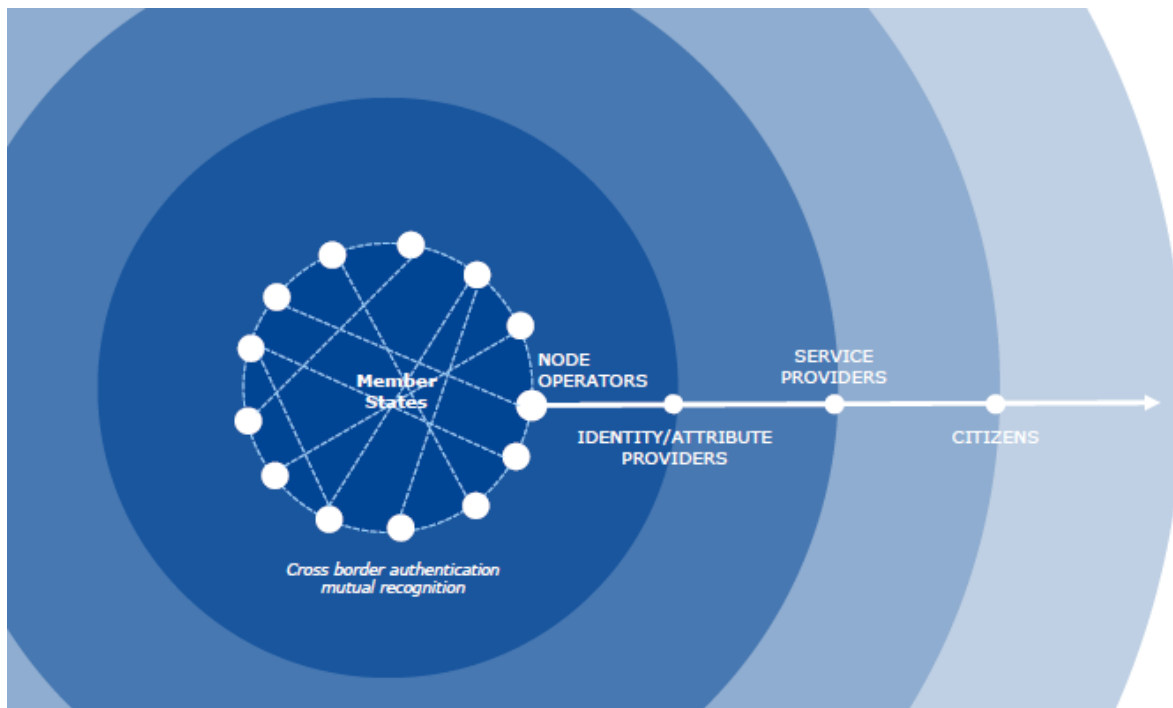 Member
States
NODE
OPERATORS
IDENTITY/ATTRIBUTE
PROVIDERS
SERVICE
PROVIDERS
CITIZENS
Cross border authentication
mutual recognition